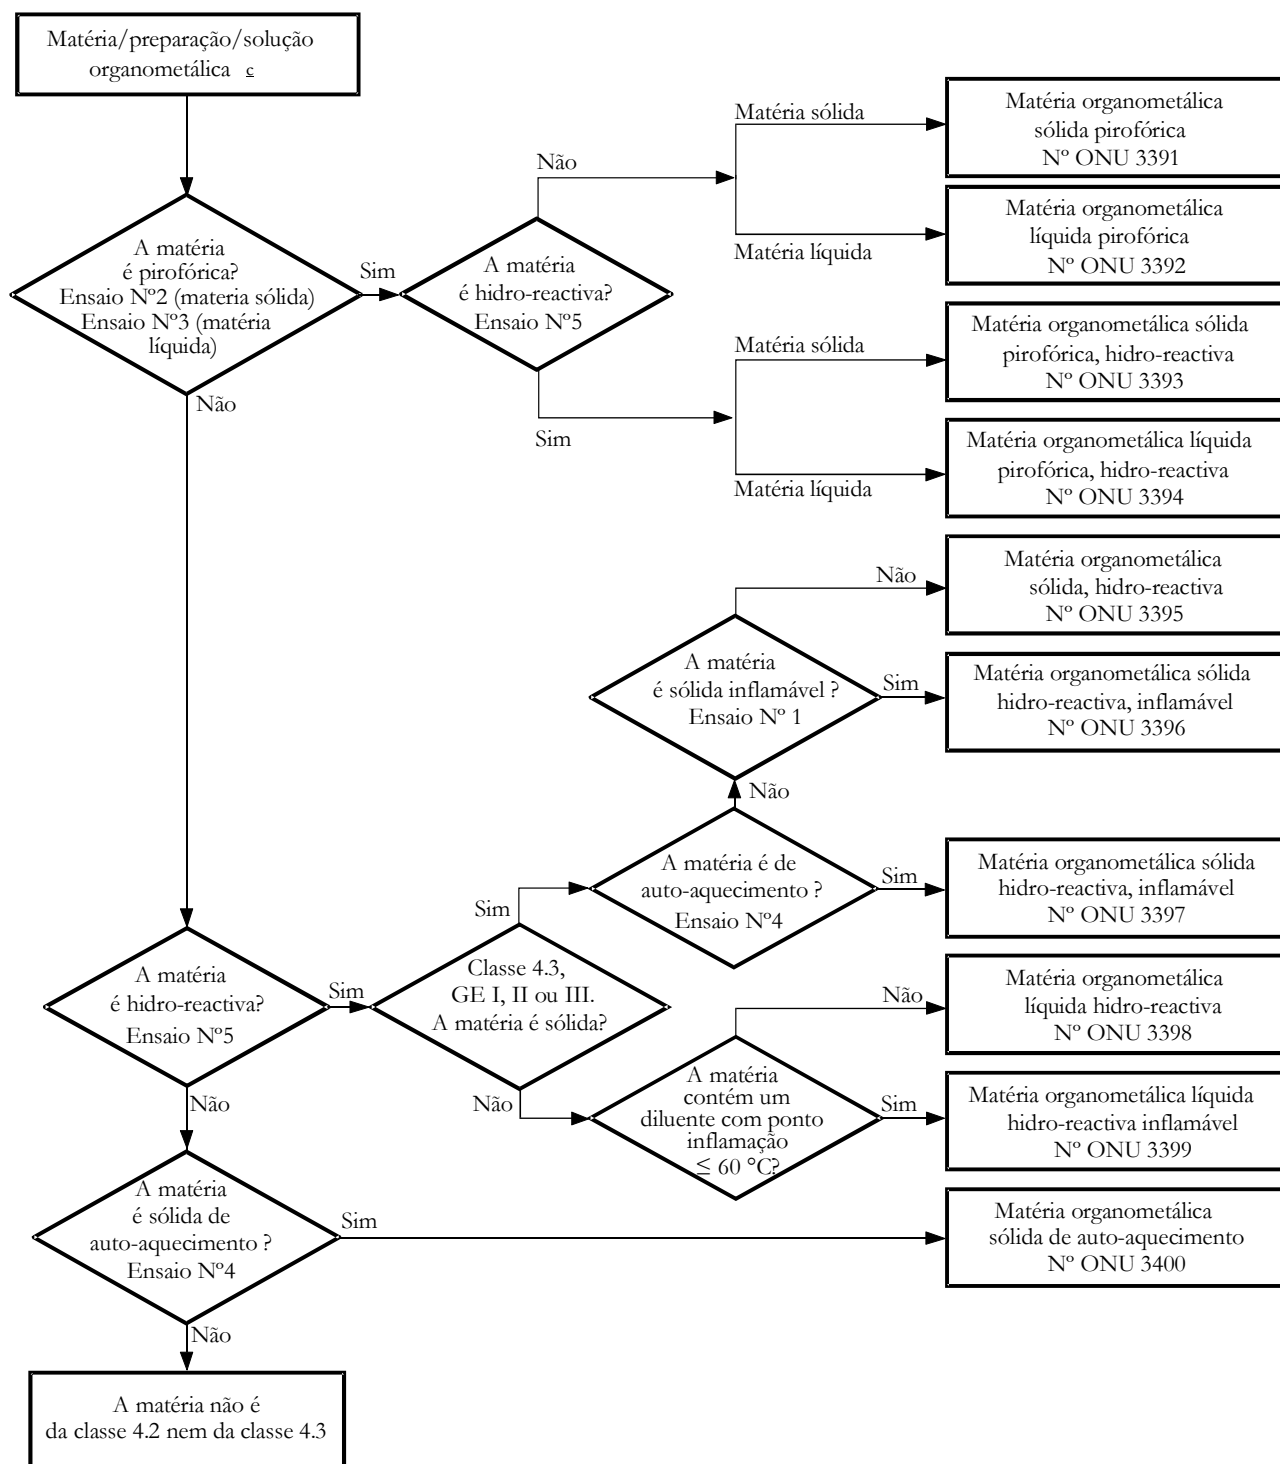 Matéria/preparação/solução
organometálica c
Matéria sólida
Matéria organometálica
sólida pirofórica
Nº ONU 3391
Não
Matéria organometálica
líquida pirofórica
Nº ONU 3392
Matéria líquida
A matéria
é pirofórica?
Ensaio Nº2 (materia sólida)
Ensaio Nº3 (matéria
líquida)
Sim
A matéria
é hidro-reactiva?
Ensaio Nº5
Matéria sólida
Matéria organometálica sólida
pirofórica, hidro-reactiva
Nº ONU 3393
Não
Sim
Matéria organometálica líquida
pirofórica, hidro-reactiva
Nº ONU 3394
Matéria líquida
Não
Matéria organometálica
sólida, hidro-reactiva
Nº ONU 3395
A matéria
é sólida inflamável ?
Ensaio Nº 1
Sim
Matéria organometálica sólida
hidro-reactiva, inflamável
Nº ONU 3396
Não
A matéria é de
auto-aquecimento ?
Ensaio Nº4
Sim
Matéria organometálica sólida
hidro-reactiva, inflamável
Nº ONU 3397
Sim
A matéria
é hidro-reactiva?
Ensaio Nº5
Sim
Classe 4.3,
GE I, II ou III.
A matéria é sólida?
Não
Matéria organometálica
líquida hidro-reactiva
Nº ONU 3398
Não
Não
A matéria
contém um
diluente com ponto
inflamação
≤ 60 °C?
Sim
Matéria organometálica líquida
hidro-reactiva inflamável
Nº ONU 3399
A matéria
é sólida de
auto-aquecimento ?
Ensaio Nº4
Sim
Matéria organometálica
sólida de auto-aquecimento
Nº ONU 3400
Não
A matéria não é
da classe 4.2 nem da classe 4.3